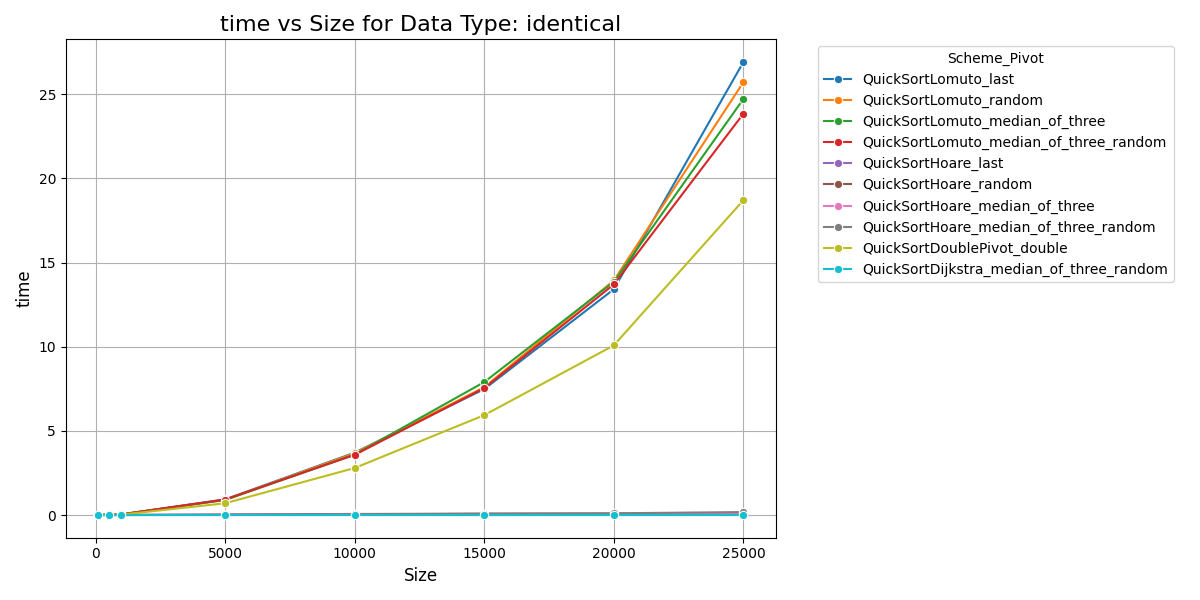 time vs Size for Data Type: identical
time
25
20
15
10
5
0
0 5000 10000 15000 20000 25000
Size
Scheme_Pivot
QuickSortLomuto_last
QuickSortLomuto_random
QuickSortLomuto_median_of_three
QuickSortLomuto_median_of_three_random
QuickSortHoare_last
QuickSortHoare_random
QuickSortHoare_median_of_three
QuickSortHoare_median_of_three_random
QuickSortDoublePivot_double
QuickSortDijkstra_median_of_three_random